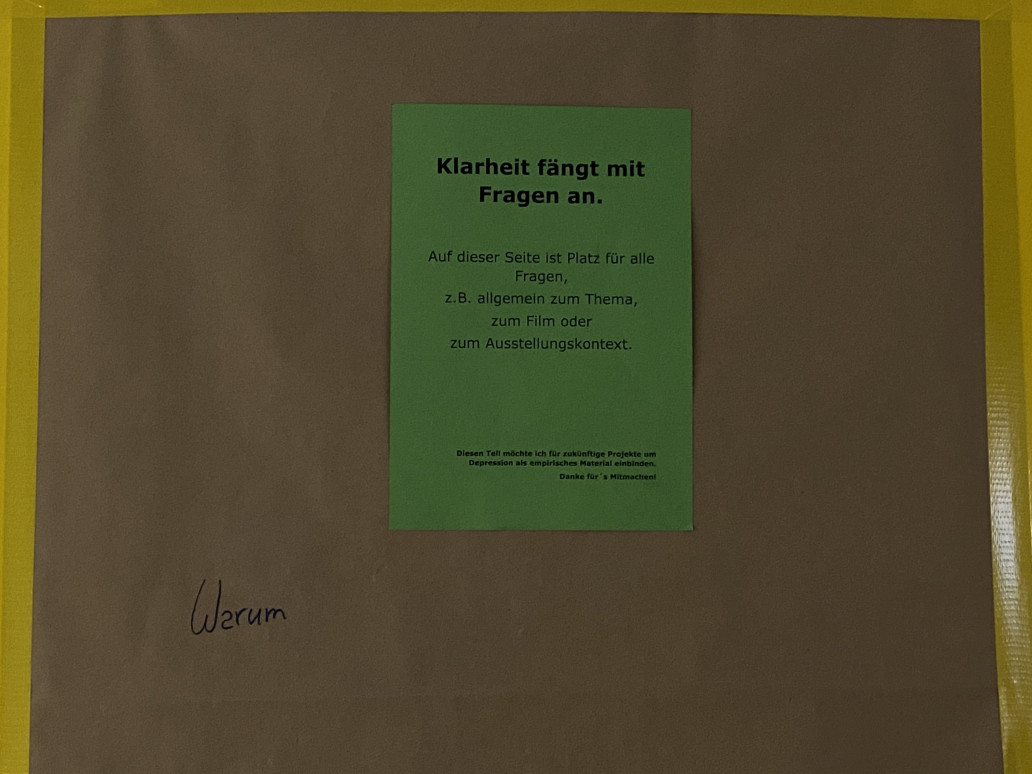 Klarheit fängt mit
Fragen an.
Auf dieser Seite ist Platz für alle
Fragen,
z.B. allgemein zum Thema,
zum Film oder
zum Ausstellungskontext.
Diesen Teil möchte ich für zukünftige Projekte um
Depression als empirisches Material einbinden.
Danke für´s Mitmachen!
Warum